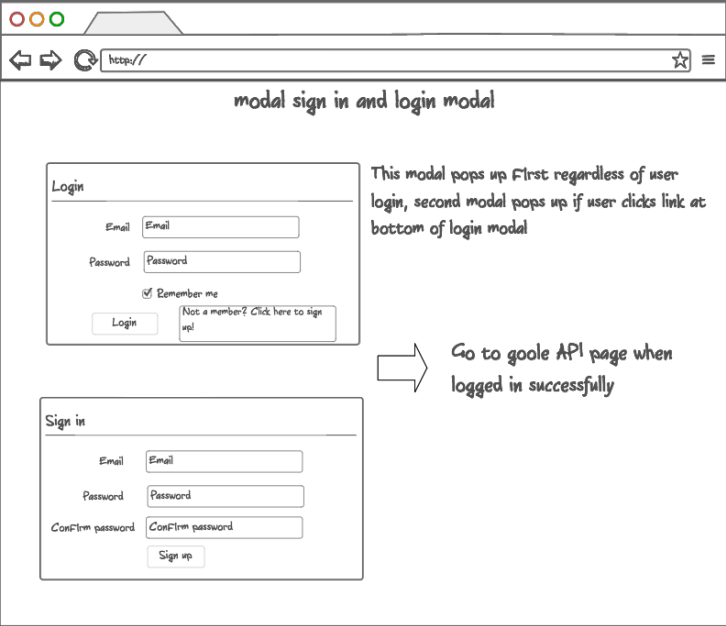 http://
modal sign in and login modal
Login
Email Email
Password Password
Remember me
Login
Not a member? Click here to sign
up!
This modal pops up FIrst regardless of user
login, second modal pops up if user clicks link at
bottom of login modal
Go to goole API page when
logged in successfully
Sign in
Email Email
Password Password
ConFIrm password ConFIrm password
Sign up